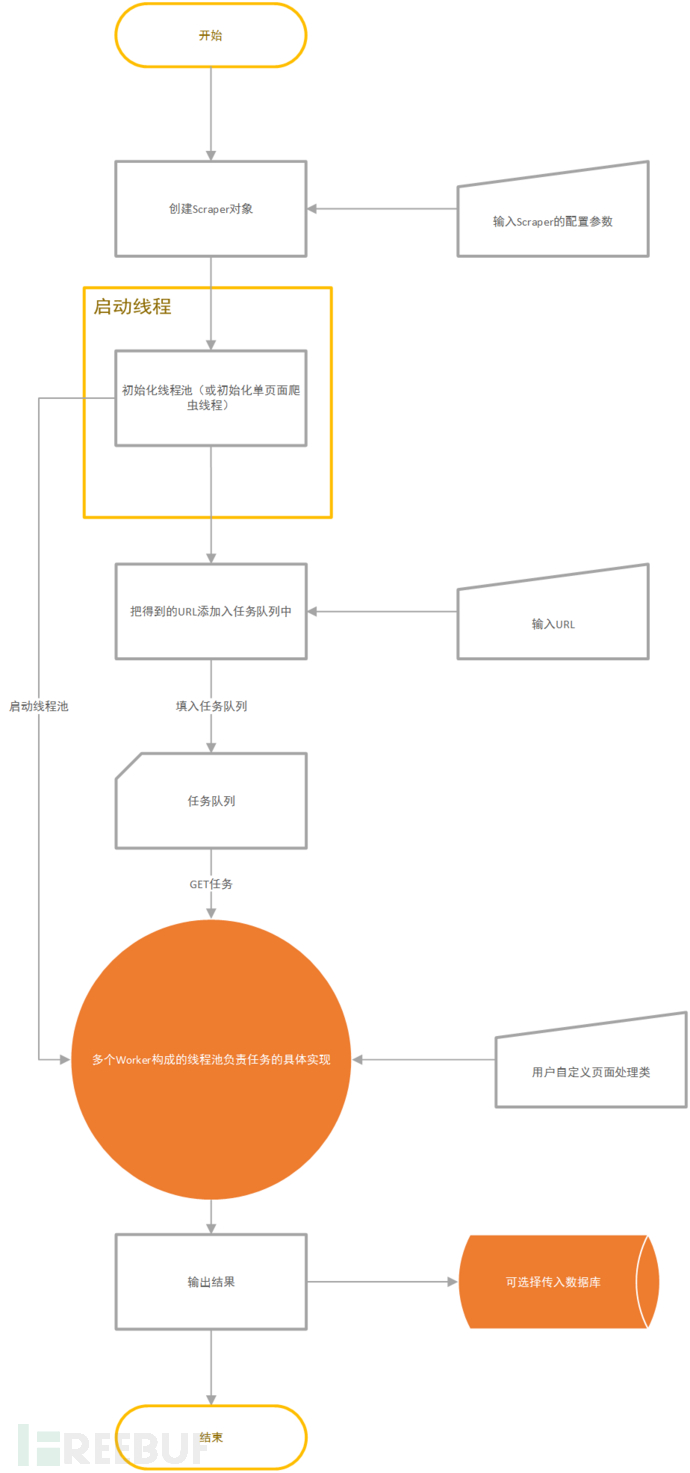 开始
创建Scraper对象
输入Scraper的配置参数
启动线程
初始化线程池（或初始化单页面爬
虫线程）
把得到的URL添加入任务队列中
输入URL
启动线程池
填入任务队列
任务队列
GET任务
多个Worker构成的线程池负责任务的具体实现
用户自定义页面处理类
输出结果
可选择传入数据库
结束
FREEBUF